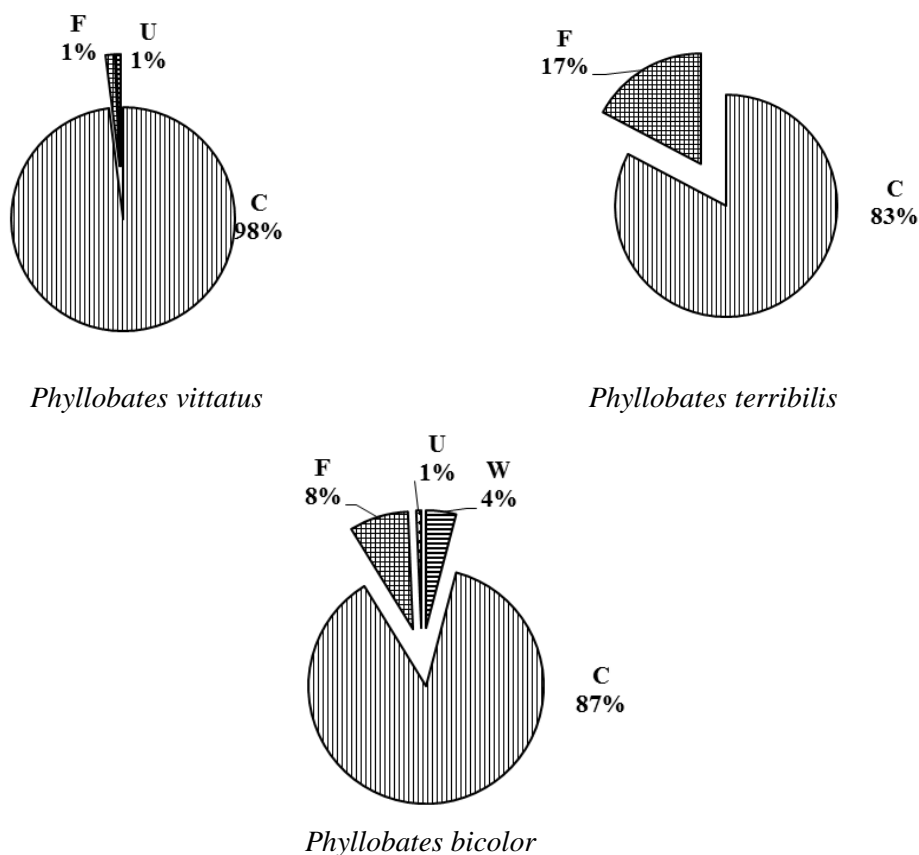 F
1%
U
1%
C
98%
Phyllobates vittatus
F
17%
C
83%
Phyllobates terribilis
F
8%
U
1%
W
4%
C
87%
Phyllobates bicolor